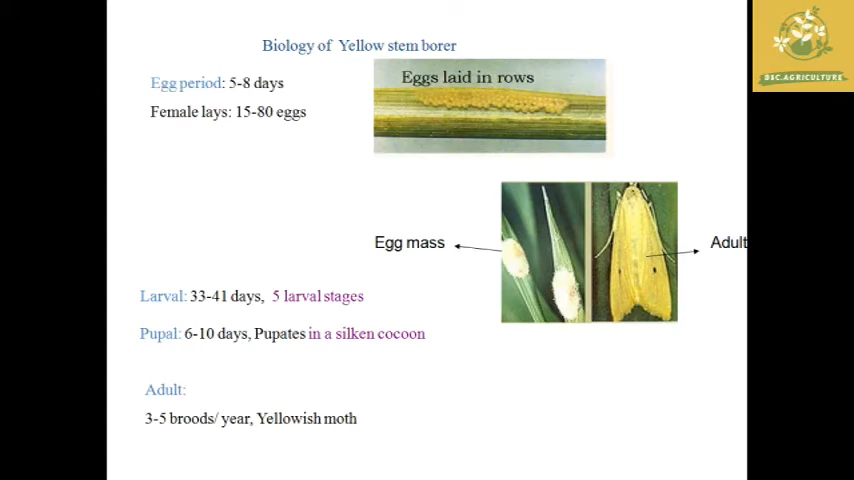 Biology of Yellow stem borer
Egg period: 5-8 days
Female lays: 15-80 eggs
Eggs laid in rows
Egg mass
Adult
Larval: 33-41 days, 5 larval stages
Pupal: 6-10 days, Pupates in a silken cocoon
Adult:
3-5 broods/ year, Yellowish moth
BSC.AGRICULTURE